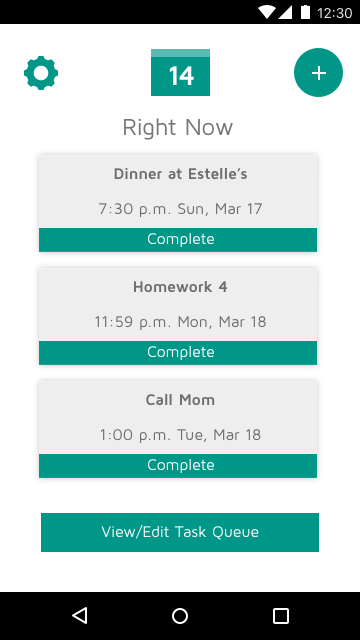 12:30
14
Right Now
Dinner at Estelle's
7:30 p.m. Sun, Mar 17
Complete
Homework 4
11:59 p.m. Mon, Mar 18
Complete
Call Mom
1:00 p.m. Tue, Mar 18
Complete
View/Edit Task Queue